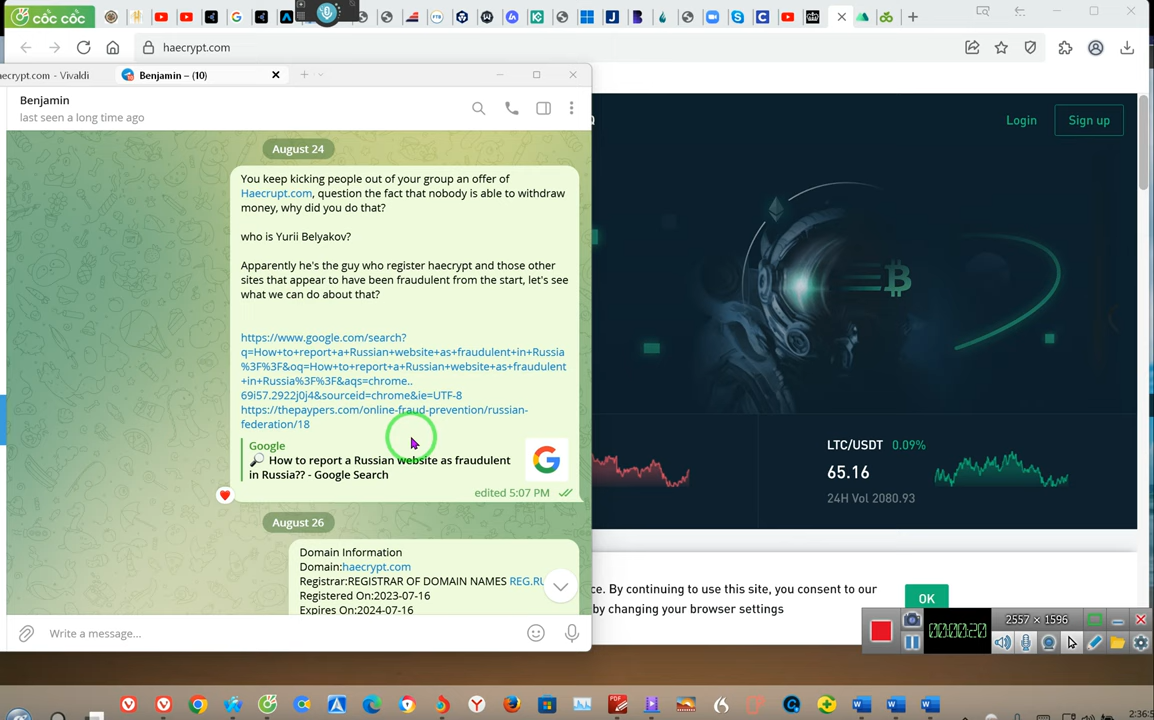 cốc cốc
haecrypt.com
ecrypt.com - Vivaldi
Benjamin – (10)
Benjamin
last seen a long time ago
August 24
You keep kicking people out of your group an offer of
Haecrupt.com, question the fact that nobody is able to withdraw
money, why did you do that?
who is Yurii Belyakov?
Apparently he's the guy who register haecrypt and those other
sites that appear to have been fraudulent from the start, let's see
what we can do about that?
https://www.google.com/search?
q=How+to+report+a+Russian+website+as+fraudulent+in+Russia
%3F%3F&oq=How+to+report+a+Russian+website+as+fraudulent
+in+Russia%3F%3F&aqs=chrome..
69i57.2922j0j4&sourceid=chrome&ie=UTF-8
https://thepaypers.com/online-fraud-prevention/russian-
federation/18
Google
🔎 How to report a Russian website as fraudulent
in Russia?? - Google Search
edited 5:07 PM
August 26
Domain Information
Domain:haecrypt.com
Registrar:REGISTRAR OF DOMAIN NAMES REG.RU
Registered On:2023-07-16
Expires On:2024-07-16
Write a message...
Login
Sign up
LTC/USDT 0.09%
65.16
24H Vol 2080.93
ce. By continuing to use this site, you consent to our
by changing your browser settings
OK
00:00:20
2557 × 1596
2:36:5